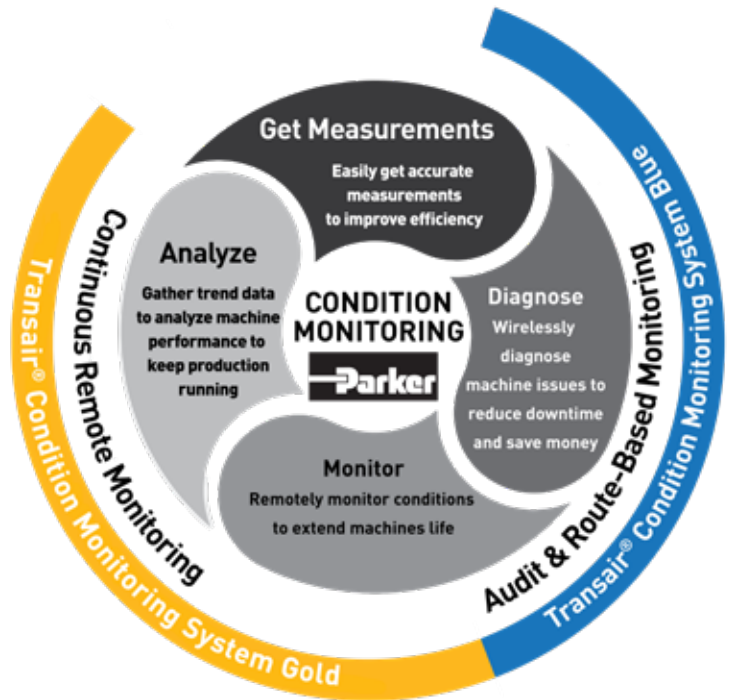 Get Measurements
Easily get accurate
measurements
to improve efficiency
Diagnose
Wirelessly
diagnose
machine issues to
reduce downtime
and save money
Monitor
Remotely monitor conditions
to extend machines life
Analyze
Gather trend data
to analyze machine
performance to
keep production
running
CONDITION
MONITORING
Parker
Continuous Remote Monitoring
Transair® Condition Monitoring System Gold
Audit & Route-Based Monitoring
Transair® Condition Monitoring System Blue